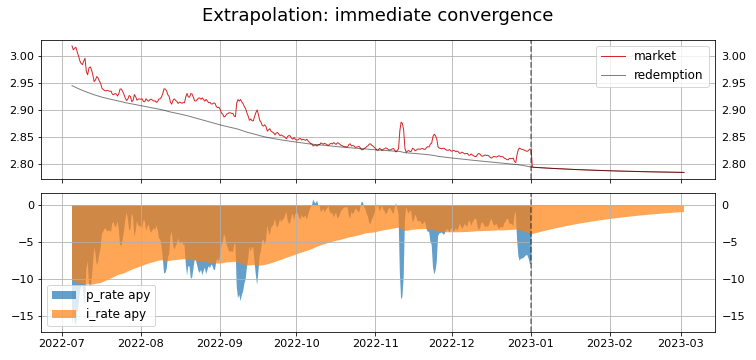 Extrapolation: immediate convergence
3.00 3.00
2.95 2.95
2.90 2.90
2.85 2.85
2.80 2.80
market
redemption
0 0
−5 −5
−10 −10
−15 −15
p_rate apy
i_rate apy
2022-07 2022-08 2022-09 2022-10 2022-11 2022-12 2023-01 2023-02 2023-03